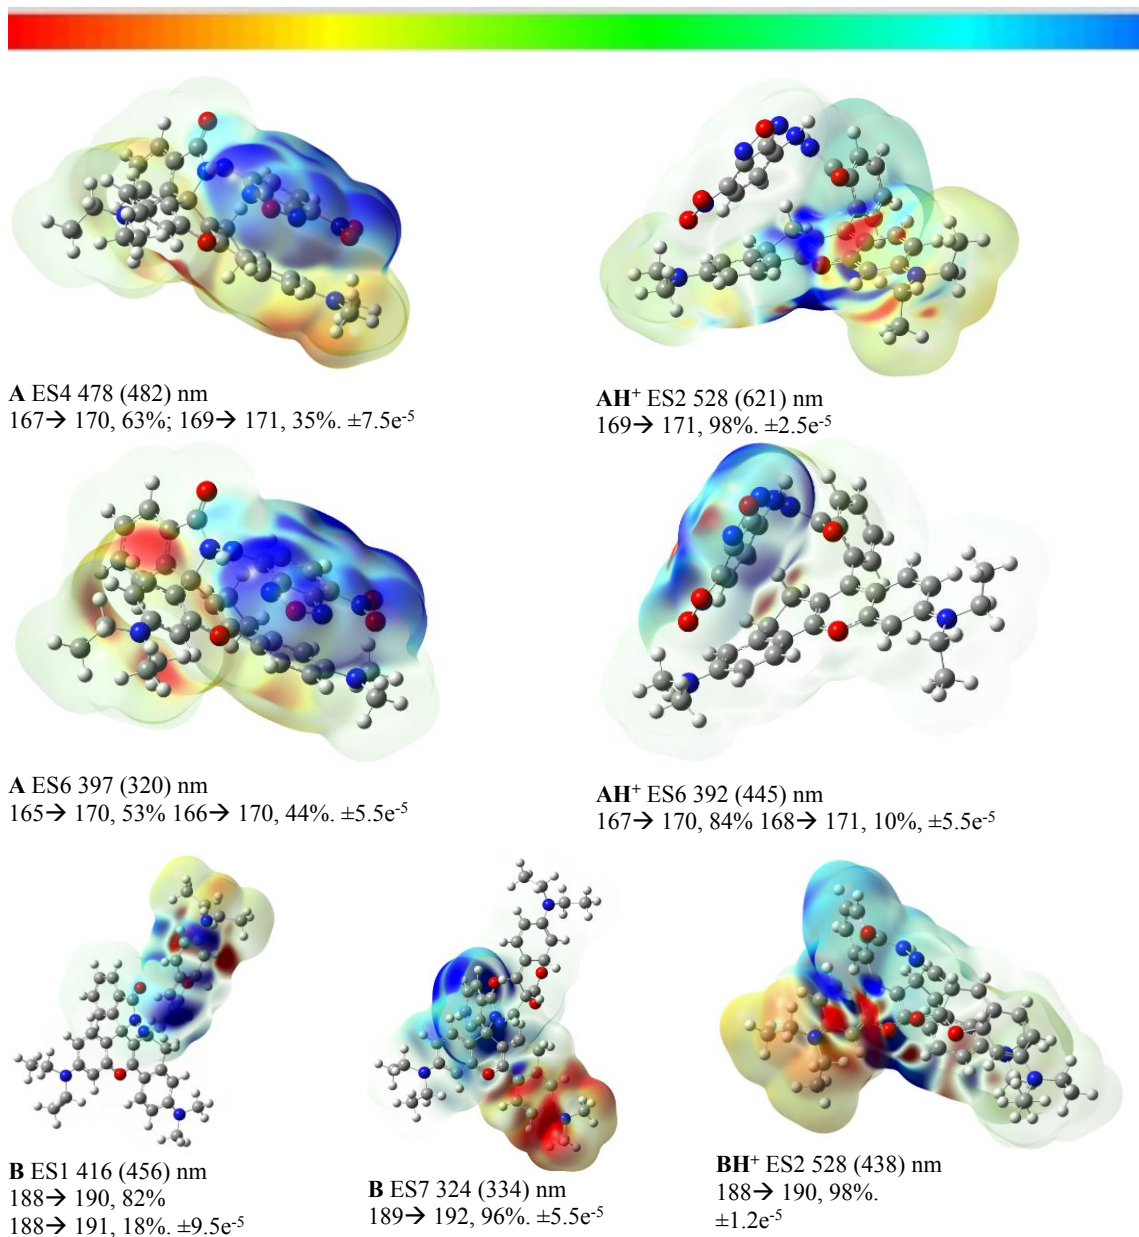 A ES4 478 (482) nm
167→ 170, 63%; 169→ 171, 35%. ±7.5e⁻⁵
AH⁺ ES2 528 (621) nm
169→ 171, 98%. ±2.5e⁻⁵
A ES6 397 (320) nm
165→ 170, 53% 166→ 170, 44%. ±5.5e⁻⁵
AH⁺ ES6 392 (445) nm
167→ 170, 84% 168→ 171, 10%, ±5.5e⁻⁵
B ES1 416 (456) nm
188→ 190, 82%
188→ 191, 18%. ±9.5e⁻⁵
B ES7 324 (334) nm
189→ 192, 96%. ±5.5e⁻⁵
BH⁺ ES2 528 (438) nm
188→ 190, 98%.
±1.2e⁻⁵